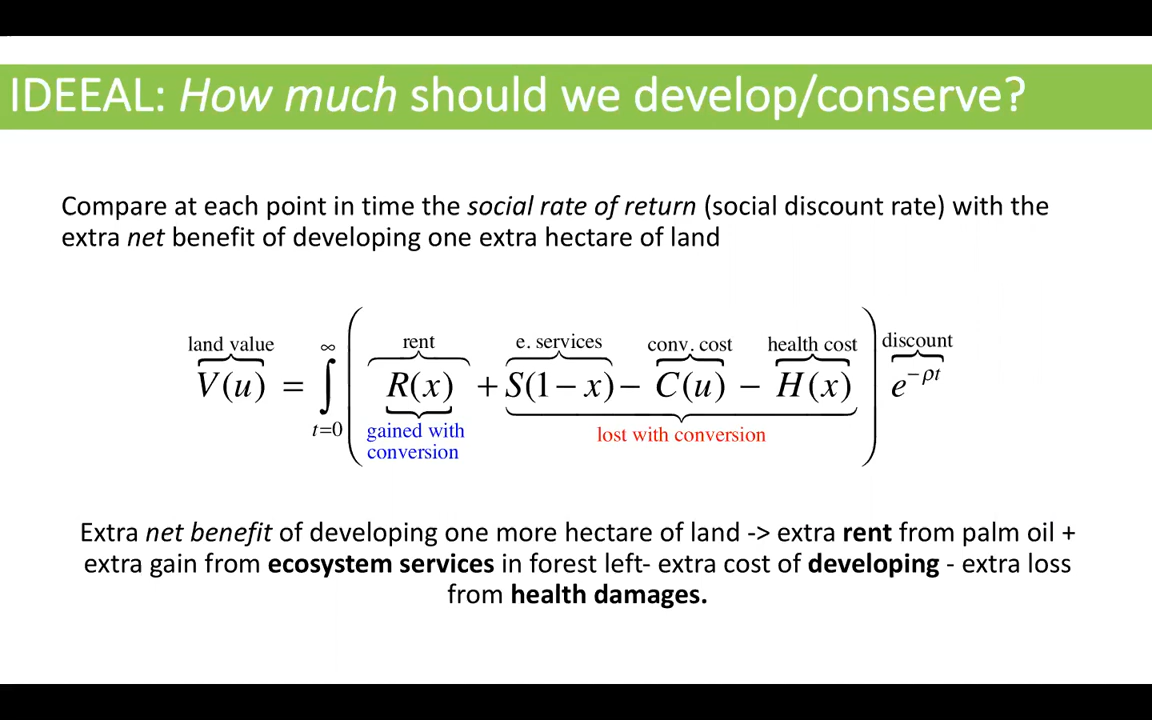 IDEEAL: How much should we develop/conserve?
Compare at each point in time the social rate of return (social discount rate) with the
extra net benefit of developing one extra hectare of land
land value rent e. services conv. cost health cost discount
V(u) = ∫_{t=0}^{∞} ( R(x) + S(1 − x) − C(u) − H(x) ) e^{−ρt}
gained with lost with conversion
conversion
Extra net benefit of developing one more hectare of land -> extra rent from palm oil +
extra gain from ecosystem services in forest left- extra cost of developing - extra loss
from health damages.